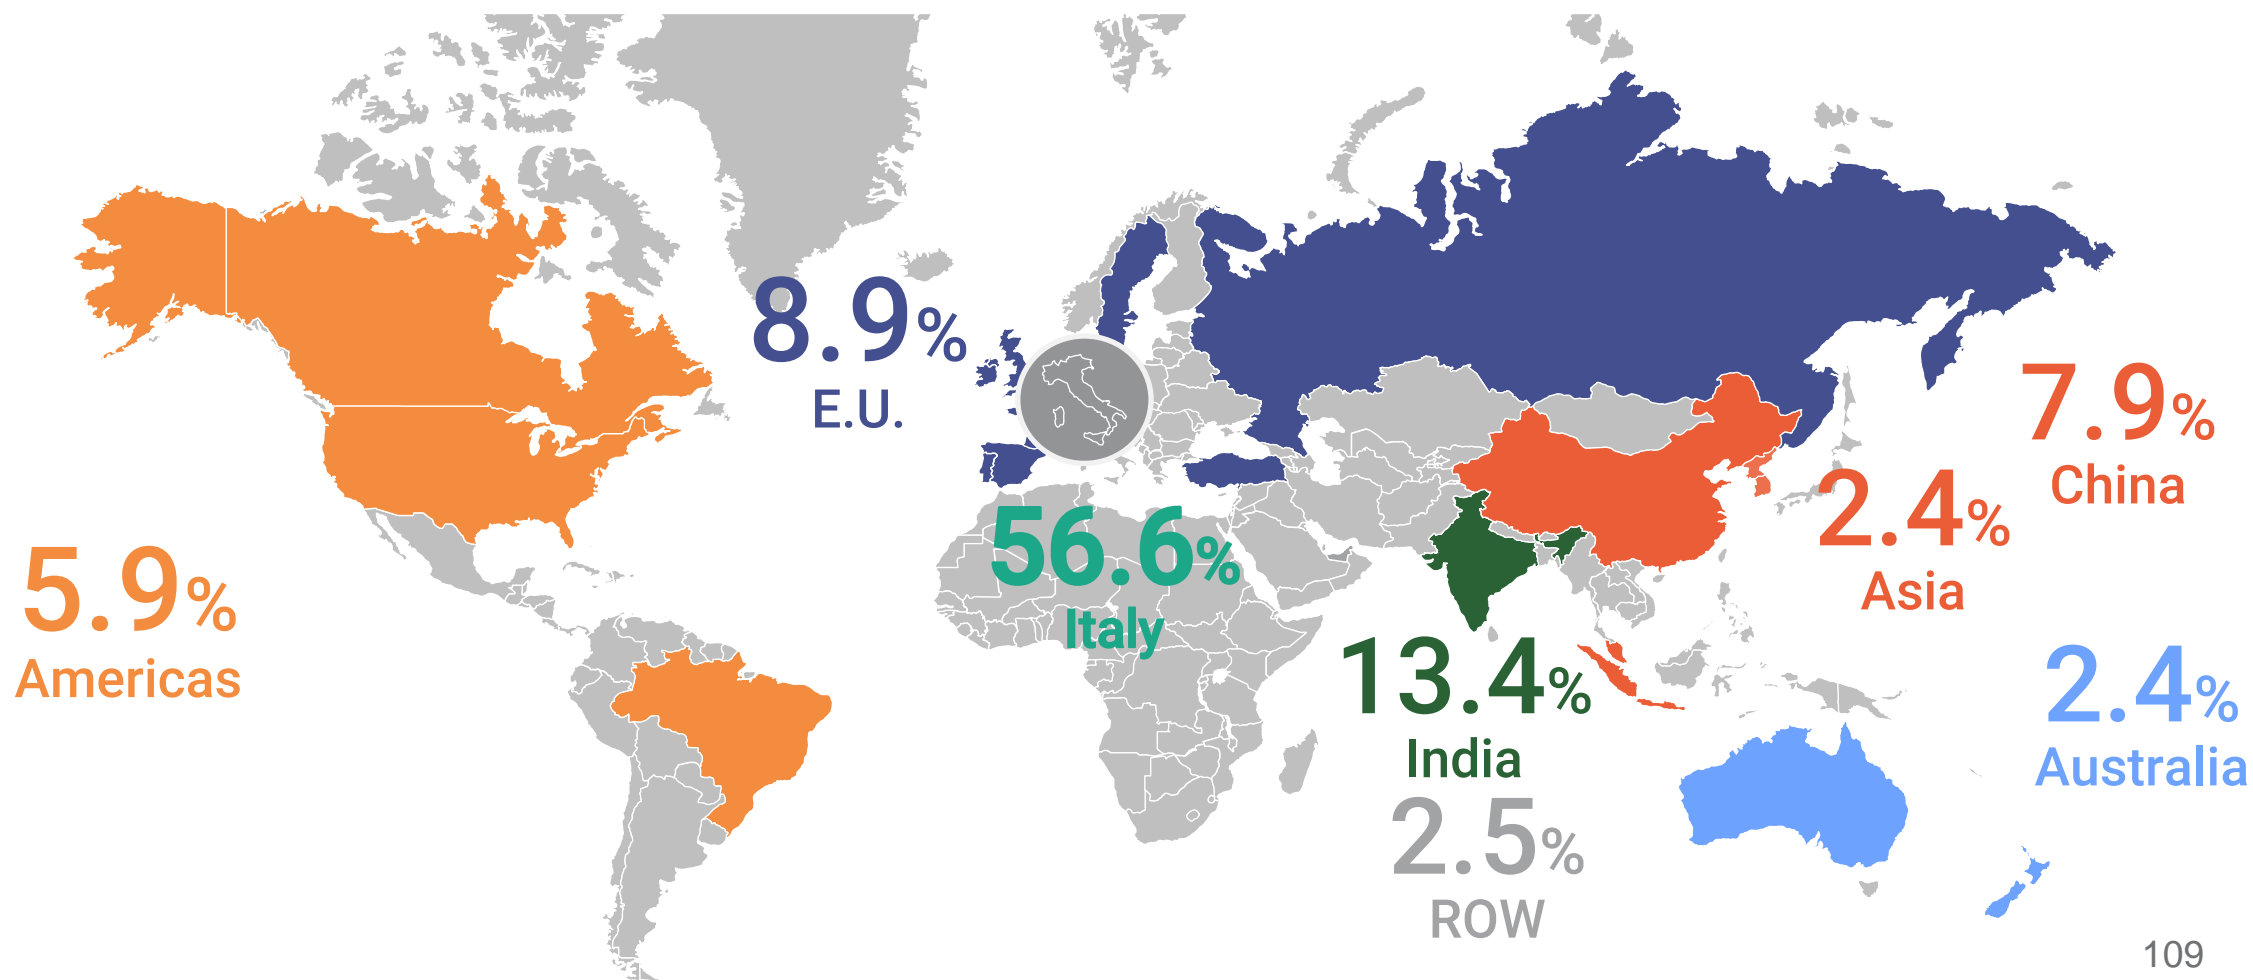 8.9%
E.U.
7.9%
China
2.4%
Asia
56.6%
Italy
5.9%
Americas
13.4%
India
2.4%
Australia
2.5%
ROW
109